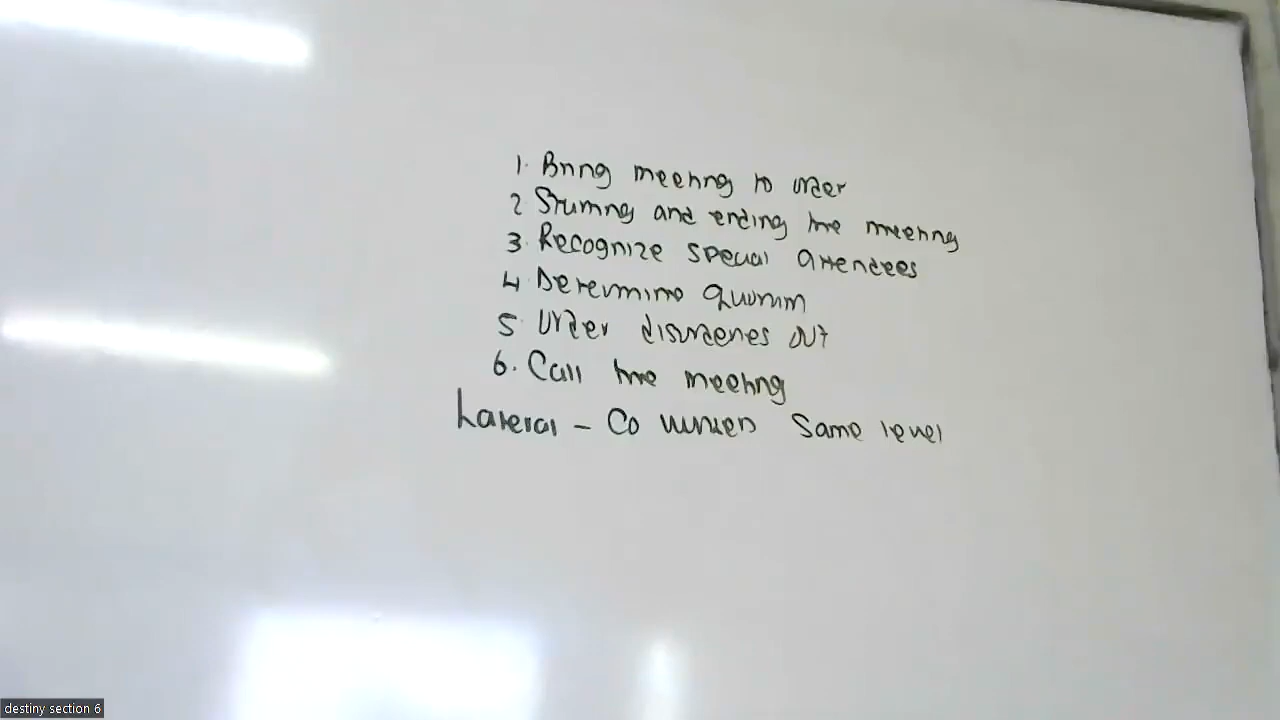 1. Bring meeting to order
2 Starting and ending the meeting
3. Recognize special attendees
4. Determine Quorum
5 Order disorderlies out
6. Call the meeting
Lateral - Co workers Same level
destiny section 6